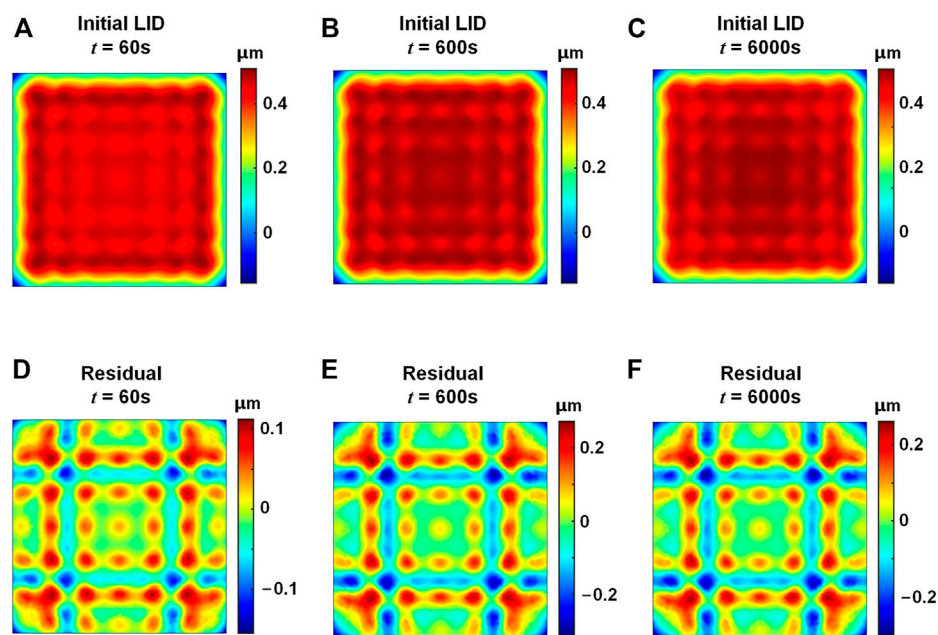 A Initial LID
t = 60s
μm
0.4
0.2
0
B Initial LID
t = 600s
μm
0.4
0.2
0
C Initial LID
t = 6000s
μm
0.4
0.2
0
D Residual
t = 60s
μm
0.1
0
−0.1
E Residual
t = 600s
μm
0.2
0
−0.2
F Residual
t = 6000s
μm
0.2
0
−0.2